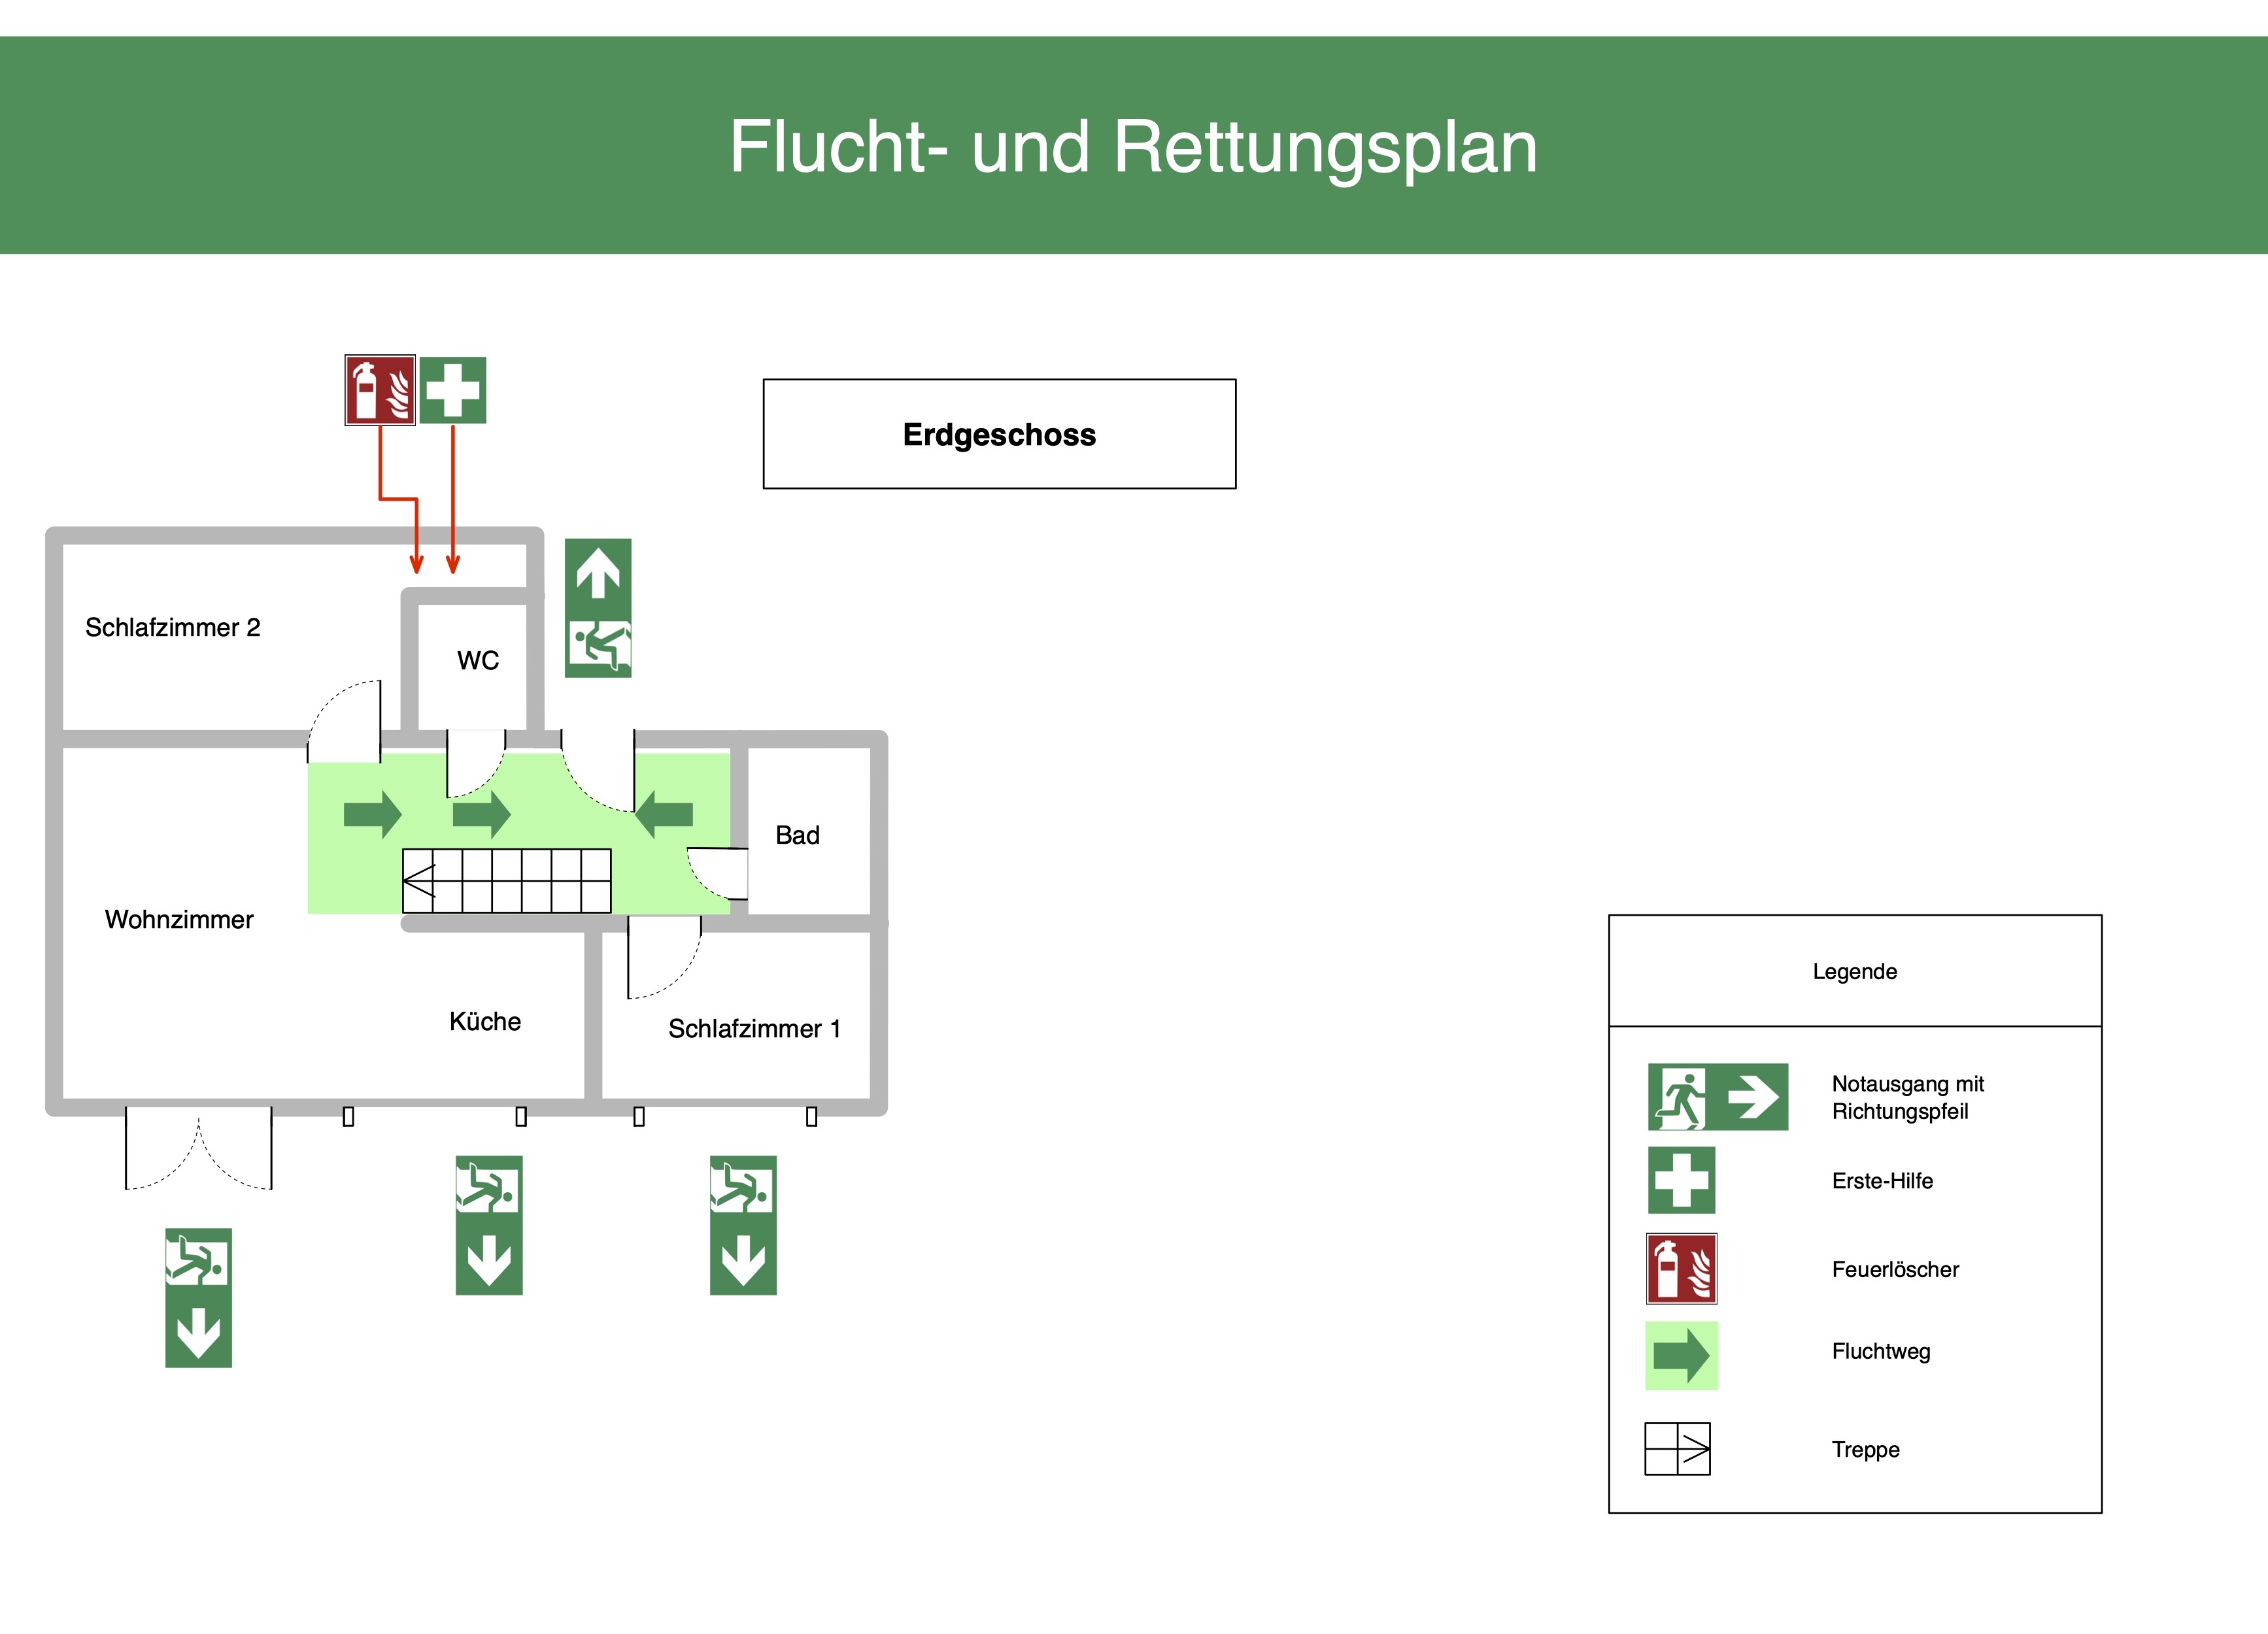 Flucht- und Rettungsplan
Erdgeschoss
Schlafzimmer 2
WC
Bad
Wohnzimmer
Küche
Schlafzimmer 1
Legende
Notausgang mit
Richtungspfeil
Erste-Hilfe
Feuerlöscher
Fluchtweg
Treppe